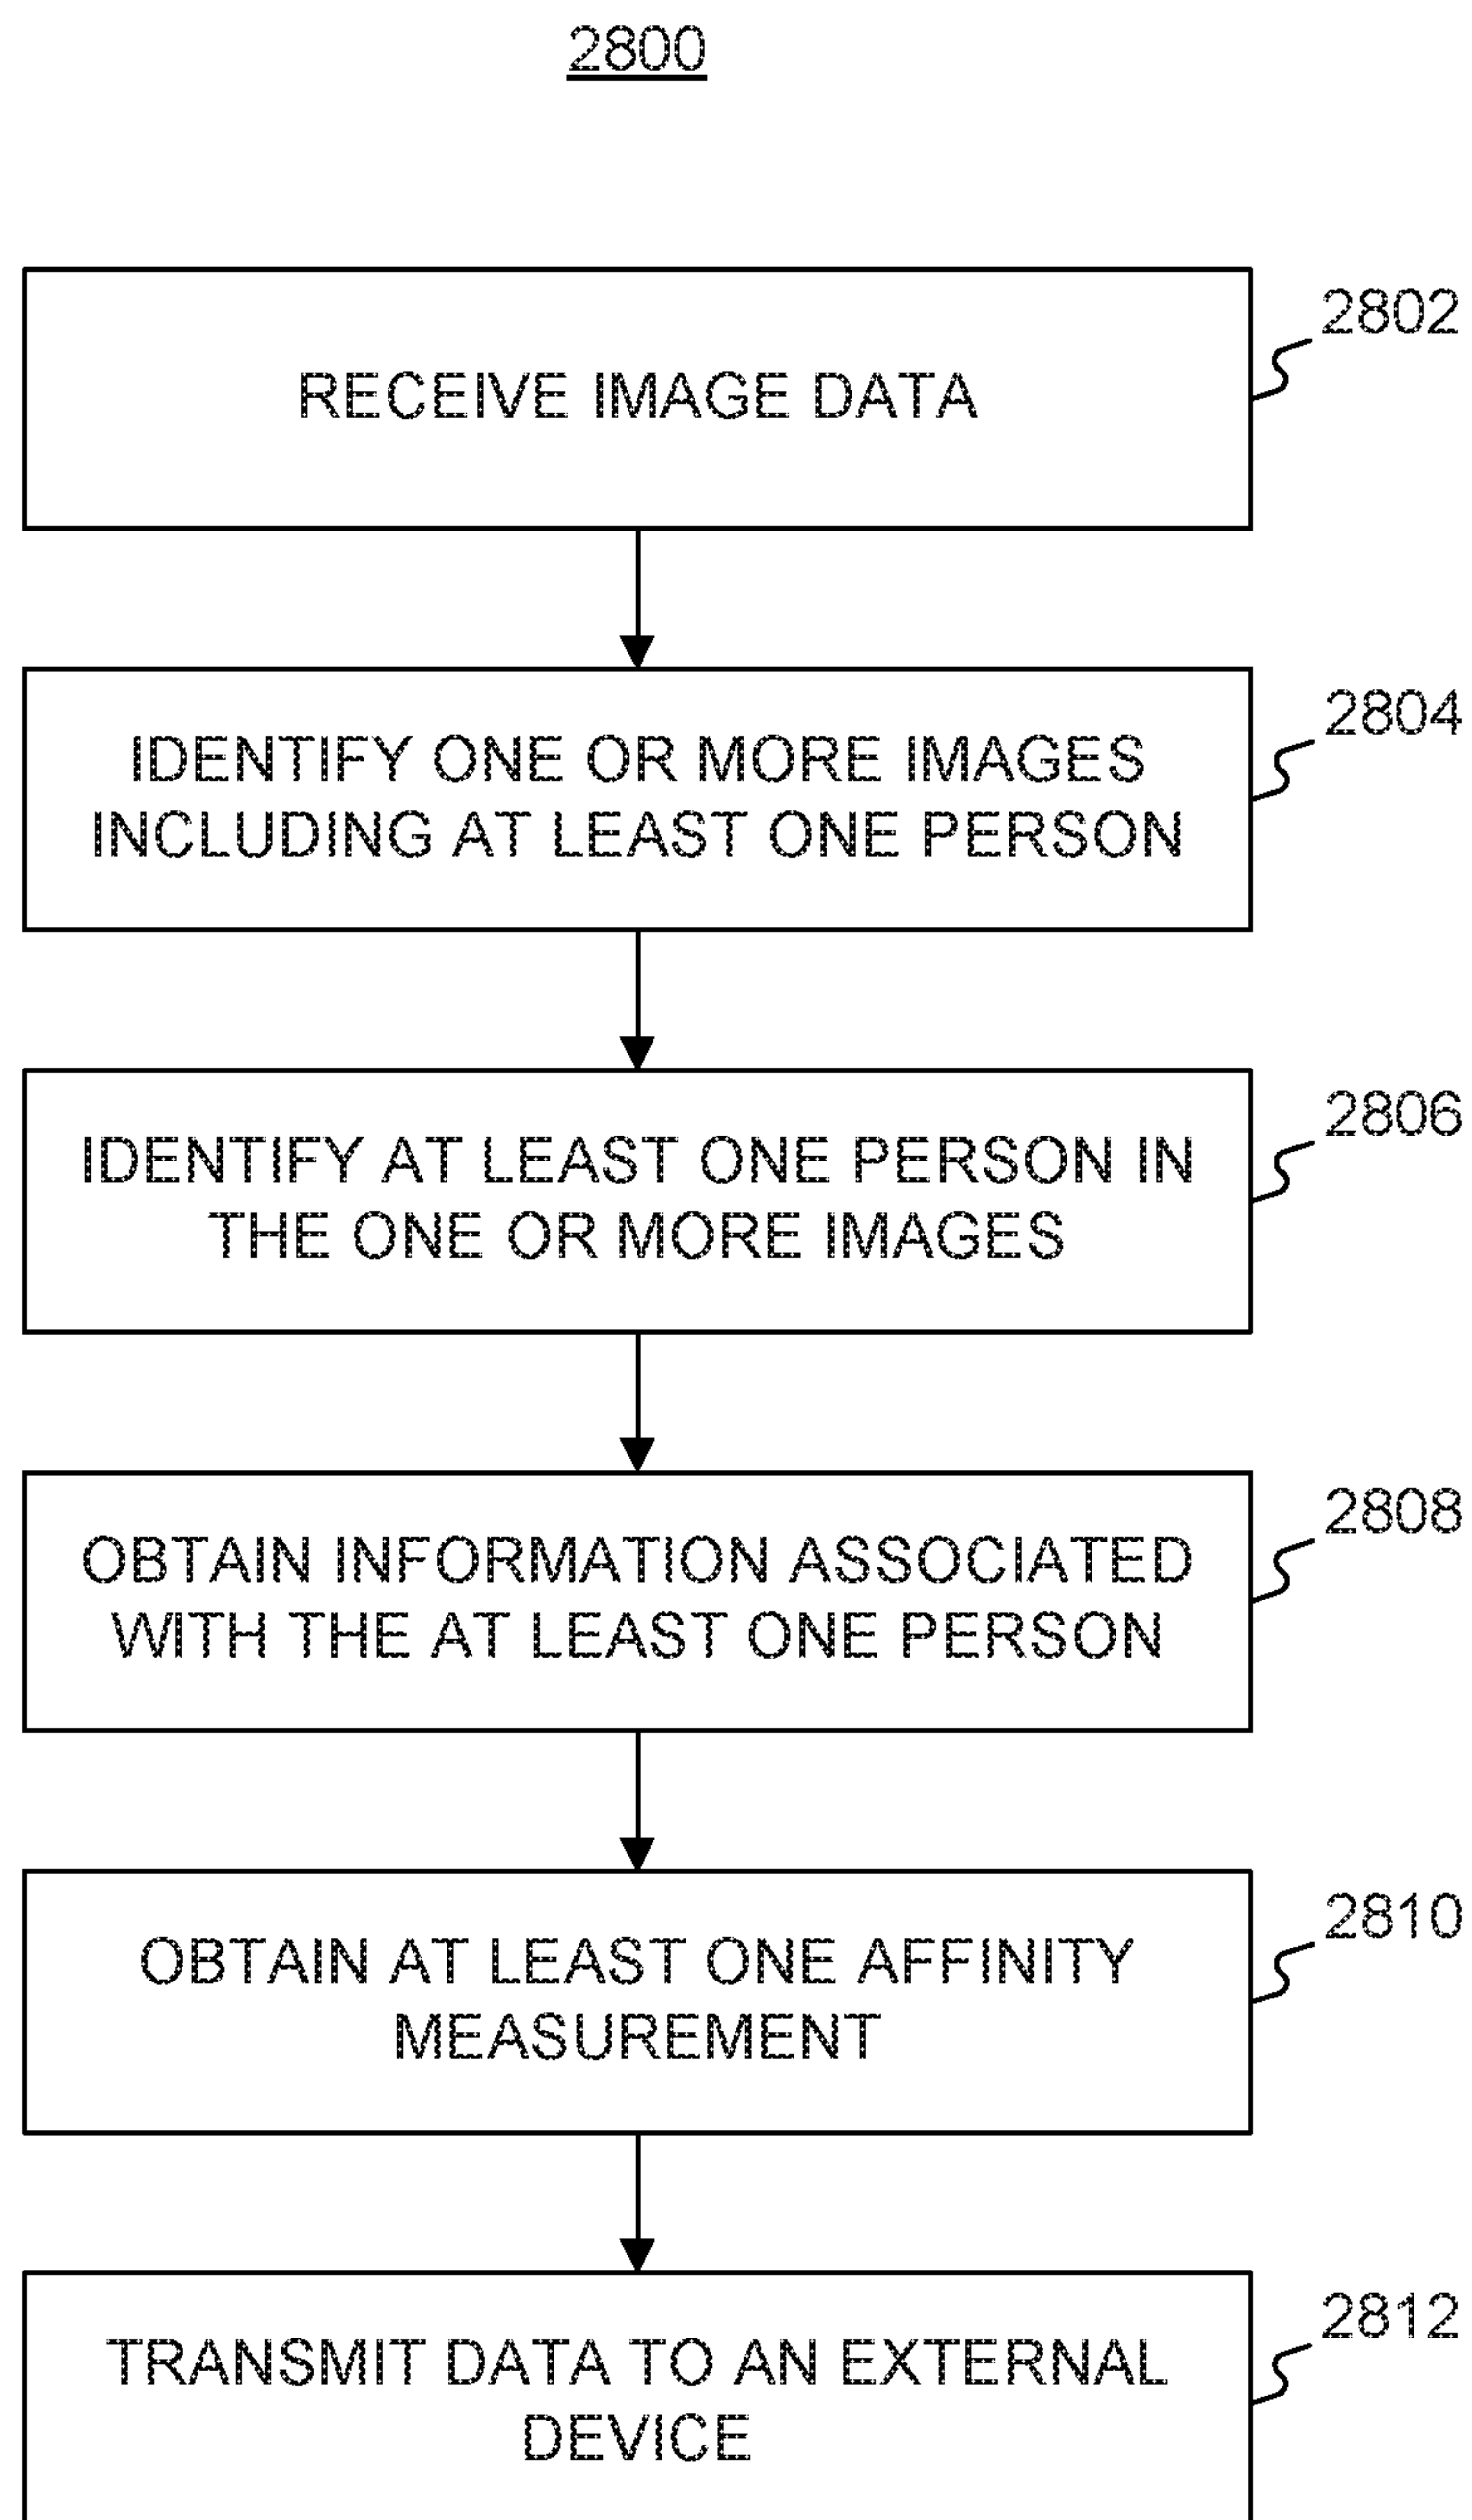 2800
RECEIVE IMAGE DATA
2802
IDENTIFY ONE OR MORE IMAGES
INCLUDING AT LEAST ONE PERSON
2804
IDENTIFY AT LEAST ONE PERSON IN
THE ONE OR MORE IMAGES
2806
OBTAIN INFORMATION ASSOCIATED
WITH THE AT LEAST ONE PERSON
2808
OBTAIN AT LEAST ONE AFFINITY
MEASUREMENT
2810
TRANSMIT DATA TO AN EXTERNAL
DEVICE
2812